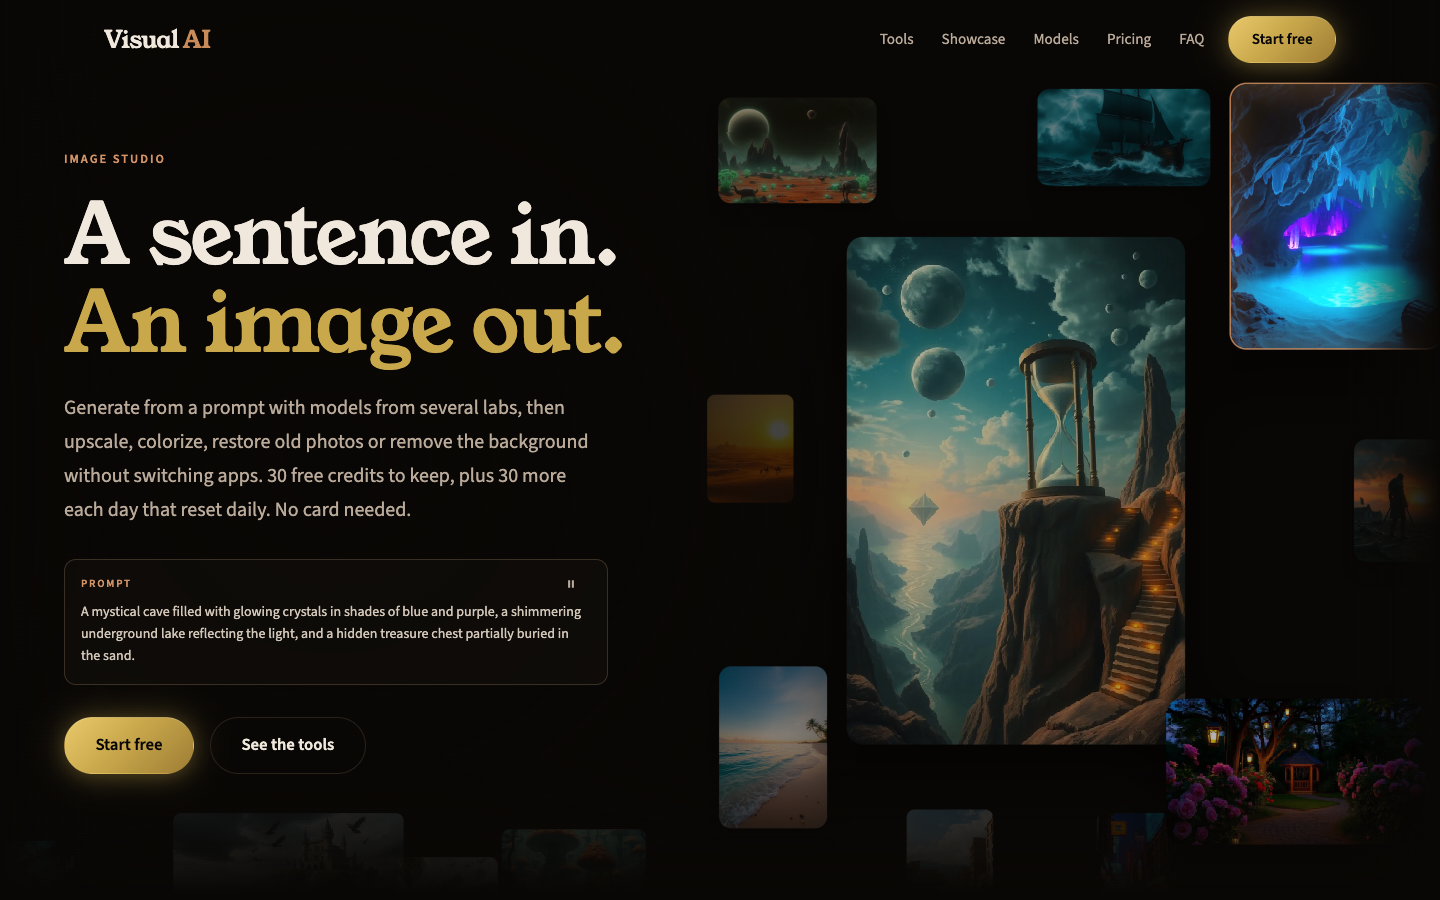 Visual AI
Tools
Showcase
Models
Pricing
FAQ
Start free
IMAGE STUDIO
A sentence in.
An image out.
Generate from a prompt with models from several labs, then
upscale, colorize, restore old photos or remove the background
without switching apps. 30 free credits to keep, plus 30 more
each day that reset daily. No card needed.
PROMPT
A mystical cave filled with glowing crystals in shades of blue and purple, a shimmering
underground lake reflecting the light, and a hidden treasure chest partially buried in
the sand.
Start free
See the tools